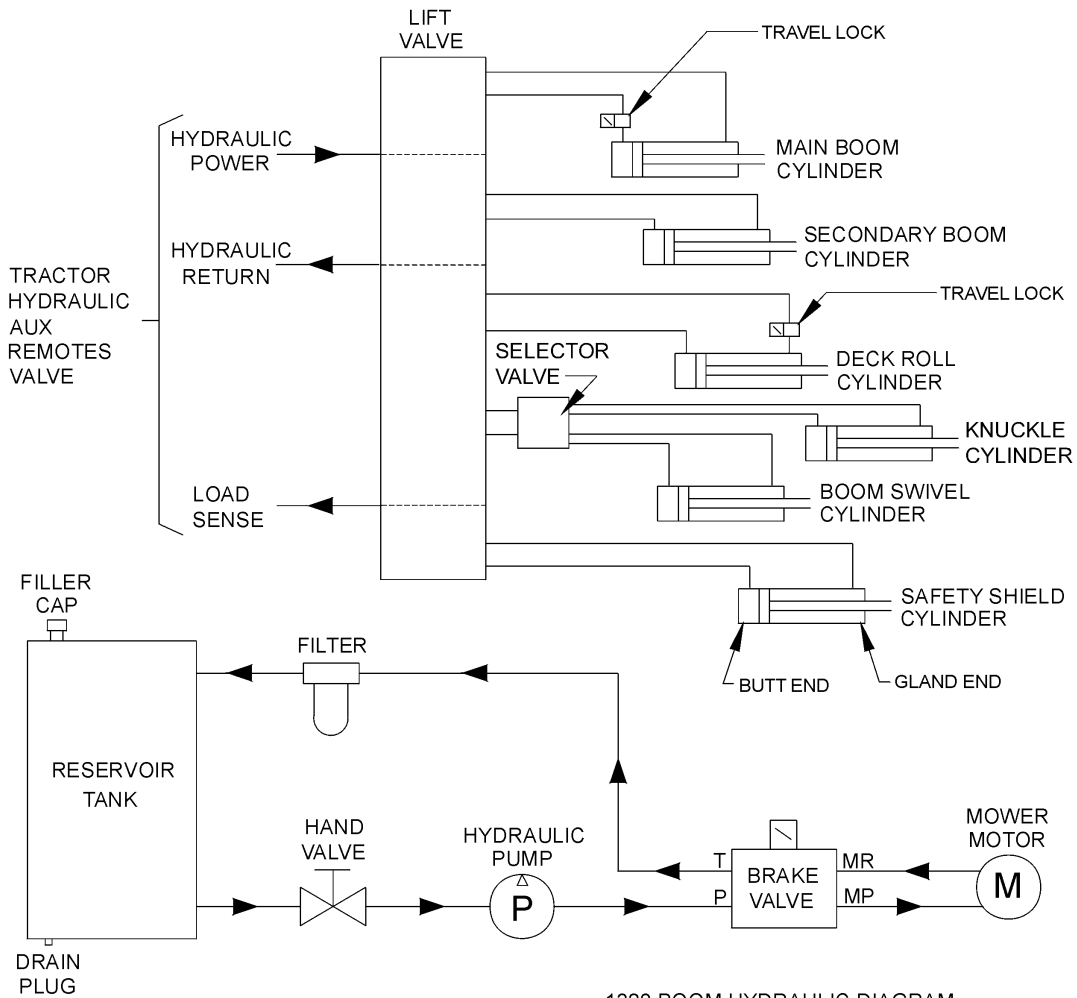 LIFT
VALVE
TRAVEL LOCK
HYDRAULIC
POWER
MAIN BOOM
CYLINDER
HYDRAULIC
RETURN
SECONDARY BOOM
CYLINDER
TRACTOR
HYDRAULIC
AUX
REMOTES
VALVE
TRAVEL LOCK
SELECTOR
VALVE
DECK ROLL
CYLINDER
KNUCKLE
CYLINDER
LOAD
SENSE
BOOM SWIVEL
CYLINDER
FILLER
CAP
SAFETY SHIELD
CYLINDER
FILTER
BUTT END
GLAND END
RESERVOIR
TANK
HAND
VALVE
HYDRAULIC
PUMP
P
T
P
BRAKE
VALVE
MR
MP
MOWER
MOTOR
M
DRAIN
PLUG
BOOM HYDRAULIC DIAGRAM